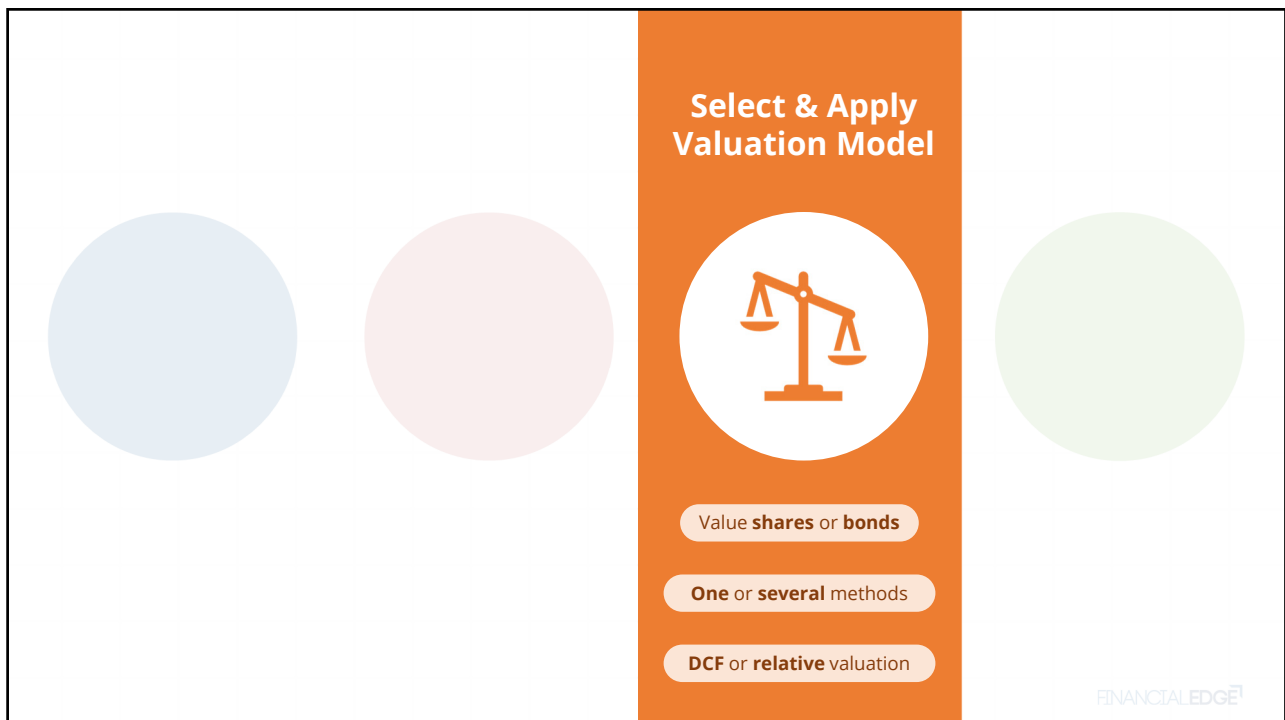 Select & Apply
Valuation Model
Value shares or bonds
One or several methods
DCF or relative valuation
FINANCIALEDGE